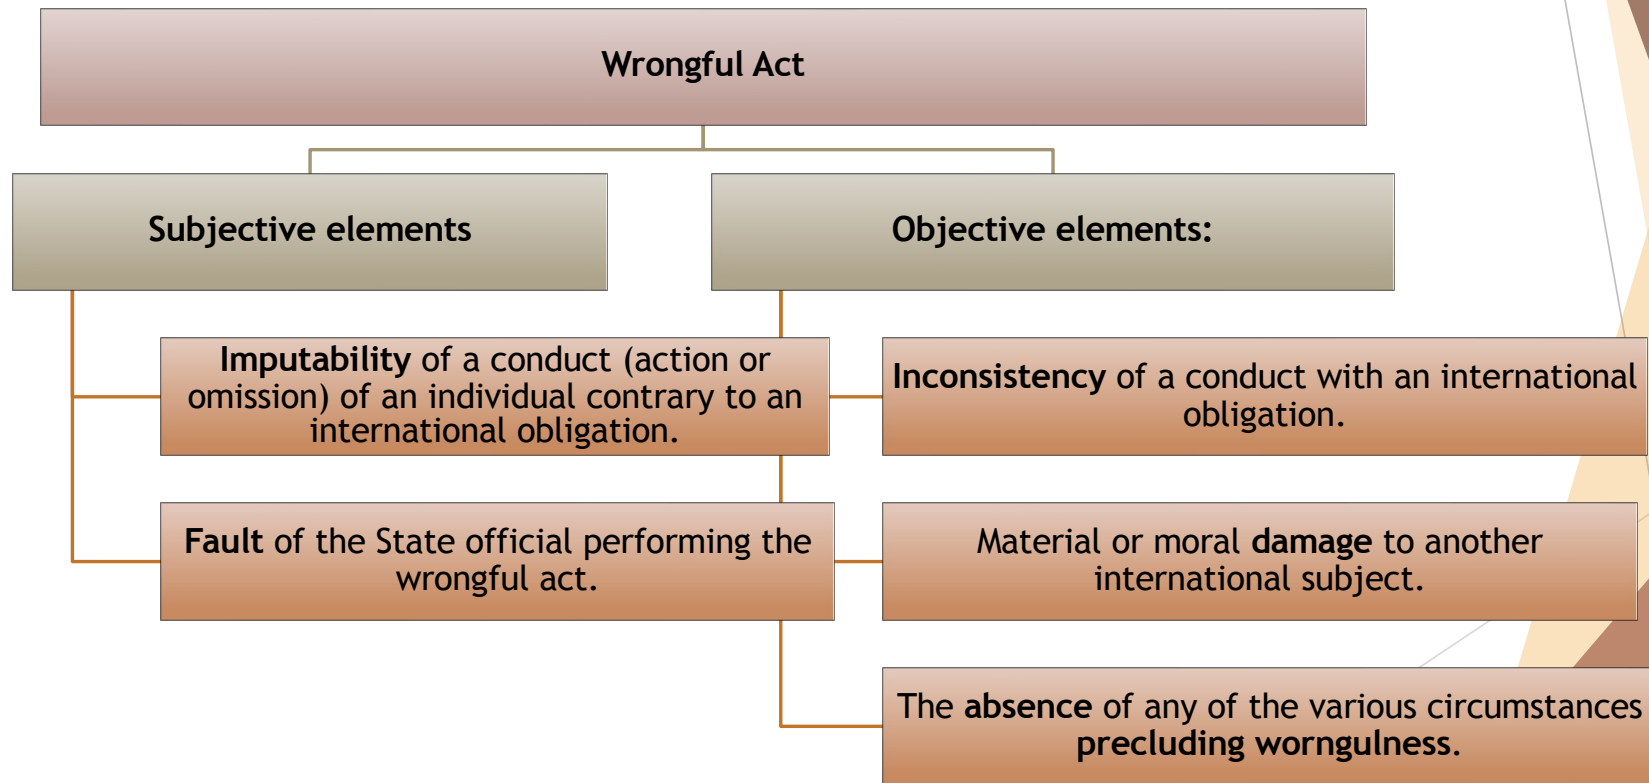 Wrongful Act
Subjective elements
Imputability of a conduct (action or
omission) of an individual contrary to an
international obligation.
Fault of the State official performing the
wrongful act.
Objective elements:
Inconsistency of a conduct with an international
obligation.
Material or moral damage to another
international subject.
The absence of any of the various circumstances
precluding worngulness.